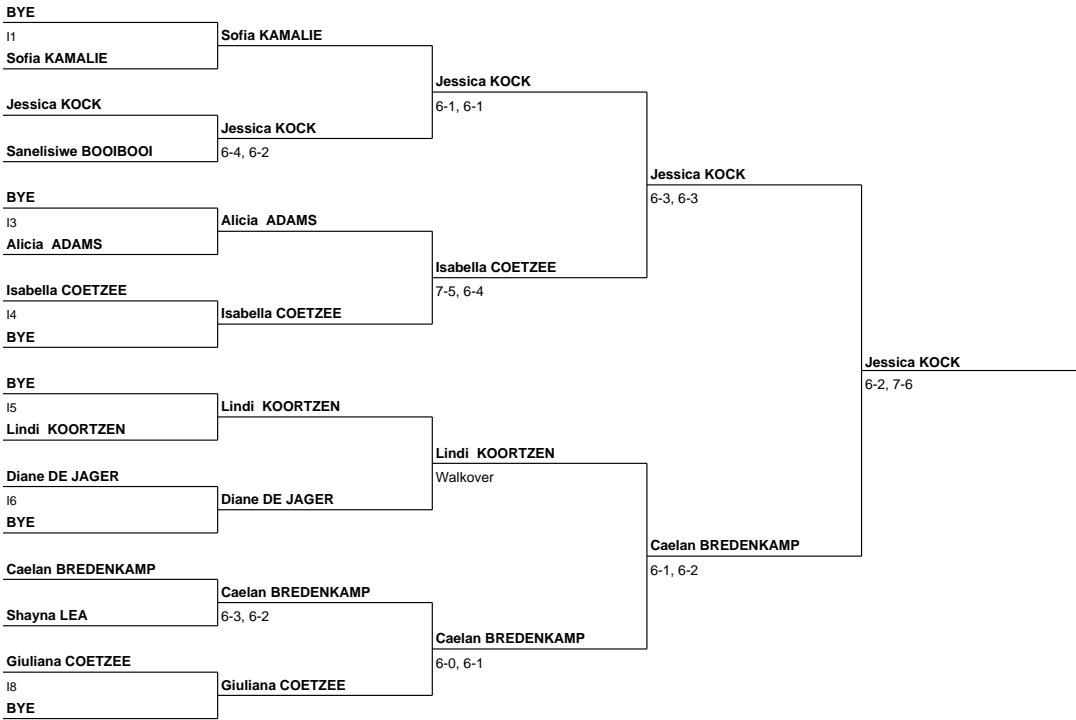 BYE
I1
Sofia KAMALIE
Jessica KOCK
Sanelisiwe BOOIBOOI
BYE
I3
Alicia ADAMS
Isabella COETZEE
I4
BYE
BYE
I5
Lindi KOORTZEN
Diane DE JAGER
I6
BYE
Caelan BREDENKAMP
Shayna LEA
Giuliana COETZEE
I8
BYE
Sofia KAMALIE
Jessica KOCK
6-4, 6-2
Alicia ADAMS
Isabella COETZEE
Lindi KOORTZEN
Diane DE JAGER
Caelan BREDENKAMP
6-3, 6-2
Giuliana COETZEE
Jessica KOCK
6-1, 6-1
Isabella COETZEE
7-5, 6-4
Lindi KOORTZEN
Walkover
Caelan BREDENKAMP
6-0, 6-1
Jessica KOCK
6-3, 6-3
Caelan BREDENKAMP
6-1, 6-2
Jessica KOCK
6-2, 7-6